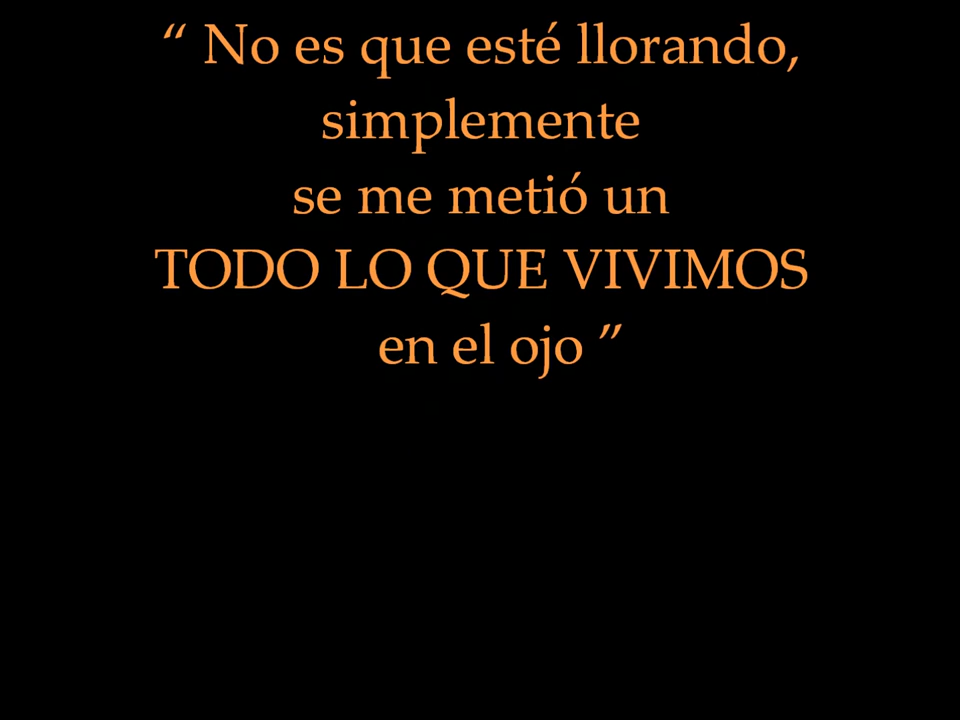 “ No es que esté llorando,
simplemente
se me metió un
TODO LO QUE VIVIMOS
en el ojo ”